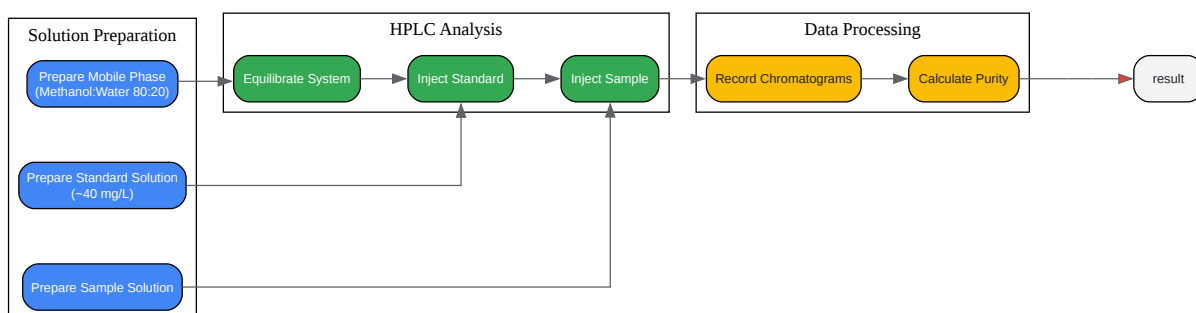 Solution Preparation
Prepare Mobile Phase
(Methanol:Water 80:20)
Prepare Standard Solution
(~40 mg/L)
Prepare Sample Solution
HPLC Analysis
Equilibrate System
Inject Standard
Inject Sample
Data Processing
Record Chromatograms
Calculate Purity
result